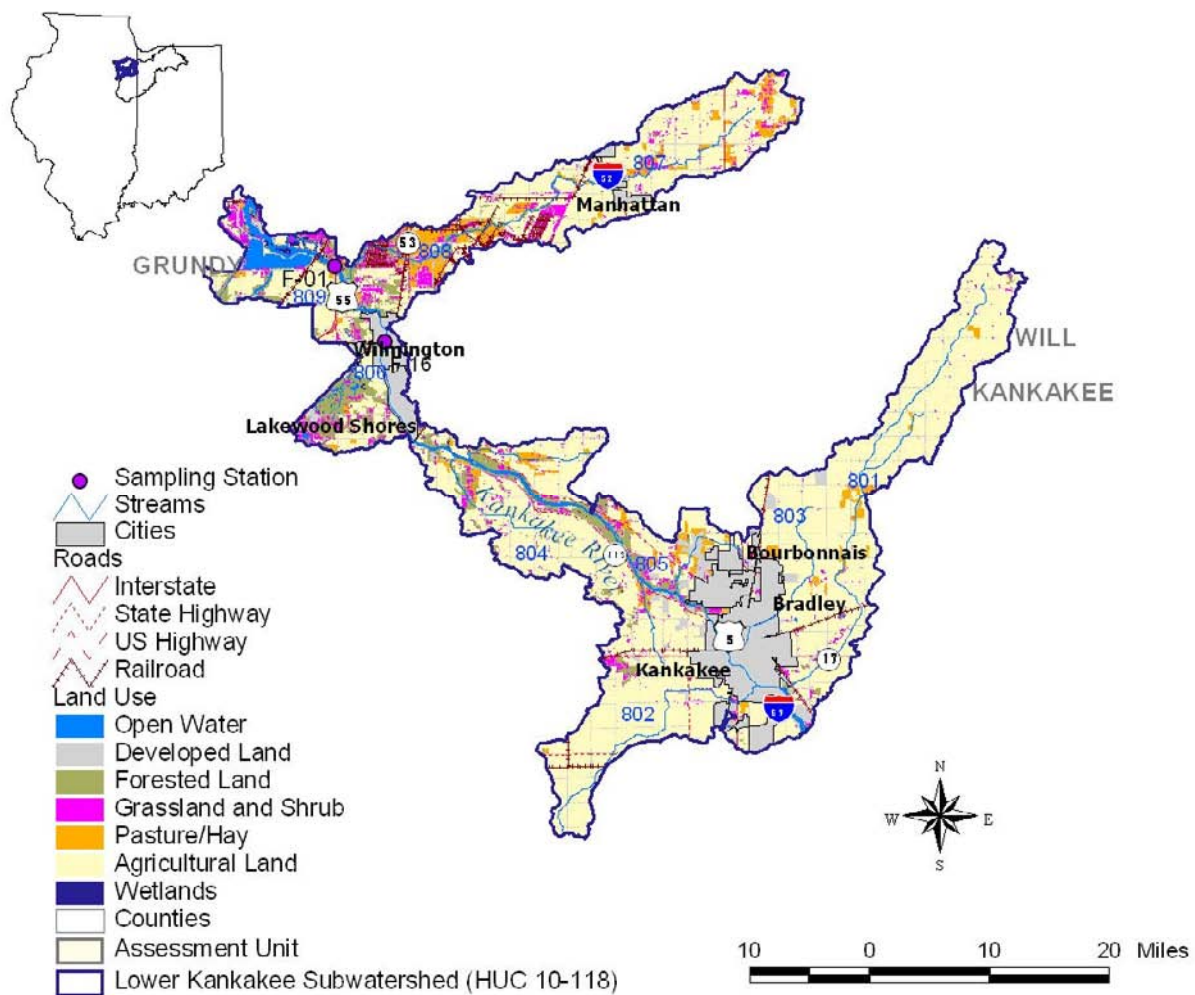 807
52
Manhattan
53
808
GRUNDY
F-01
809
55
WILL
Wilmington
16
806
KANKAKEE
Lakewood Shores
Sampling Station
Streams
Cities
Roads
Interstate
State Highway
US Highway
Railroad
Land Use
Open Water
Developed Land
Forested Land
Grassland and Shrub
Pasture/Hay
Agricultural Land
Wetlands
Counties
Assessment Unit
Lower Kankakee Subwatershed (HUC 10-118)
801
803
Kankakee River
804
805
Bourbonnais
Bradley
5
17
Kankakee
802
57
N
W E
S
10 0 10 20 Miles